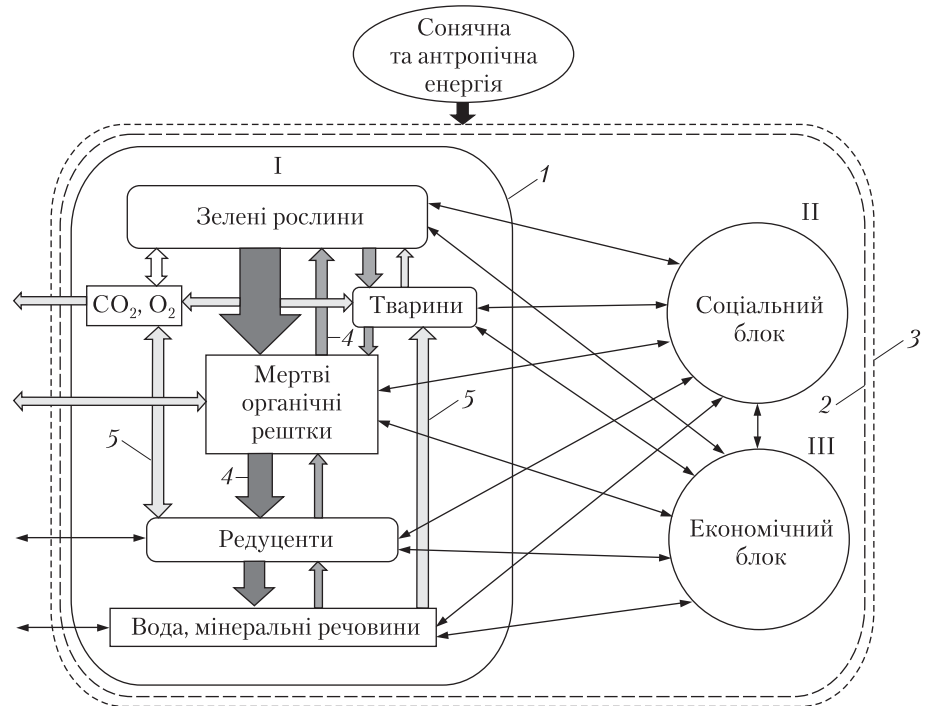 Сонячна
та антропічна
енергія
I
1
Зелені рослини
II
CO₂, O₂
Тварини
Соціальний
блок
3
4
Мертві
органічні
рештки
5
2
5
4
III
Редуценти
Економічний
блок
Вода, мінеральні речовини